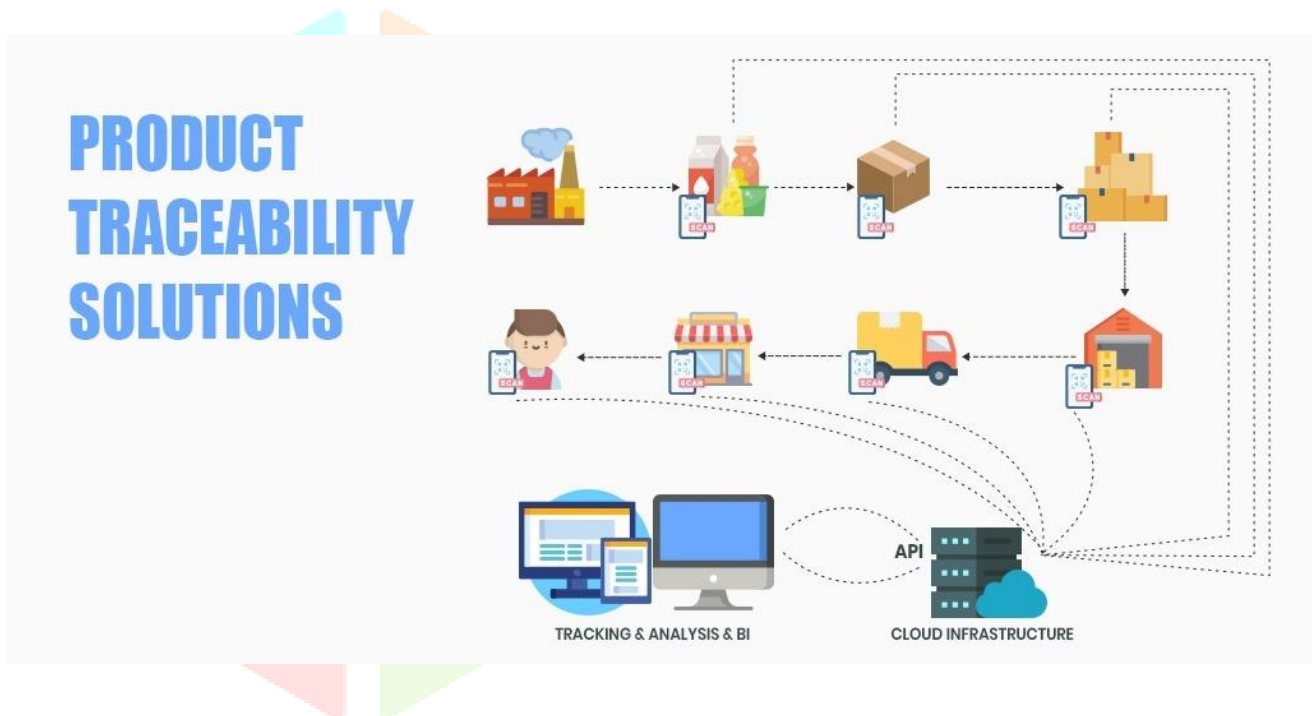 PRODUCT
TRACEABILITY
SOLUTIONS
SCAN
SCAN
SCAN
SCAN
SCAN
SCAN
SCAN
API
TRACKING & ANALYSIS & BI
CLOUD INFRASTRUCTURE